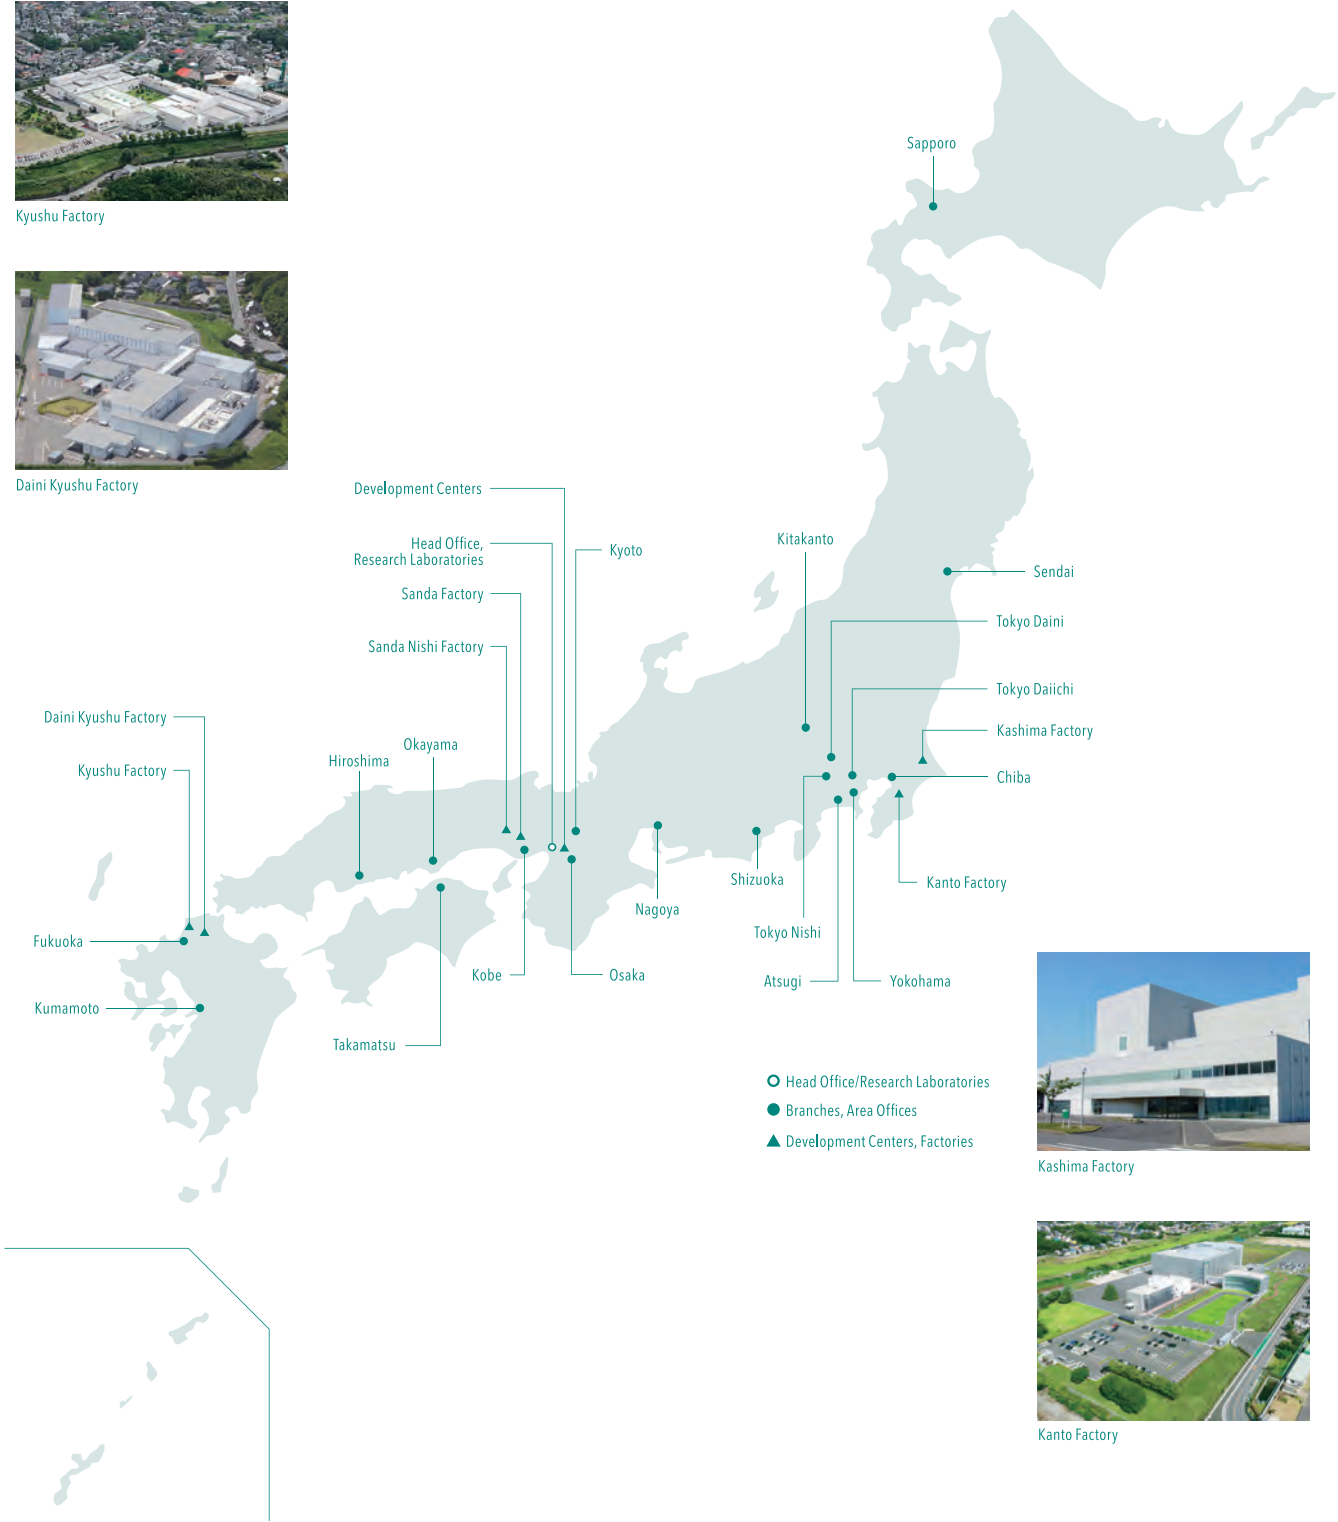 Kyushu Factory
Daini Kyushu Factory
Sapporo
Development Centers
Head Office,
Research Laboratories
Kyoto
Kitakanto
Sendai
Sanda Factory
Tokyo Daini
Sanda Nishi Factory
Tokyo Daiichi
Daini Kyushu Factory
Kashima Factory
Okayama
Hiroshima
Kyushu Factory
Chiba
Shizuoka
Kanto Factory
Nagoya
Tokyo Nishi
Fukuoka
Kobe
Osaka
Atsugi
Yokohama
Kumamoto
Takamatsu
Head Office/Research Laboratories
Branches, Area Offices
Development Centers, Factories
Kashima Factory
Kanto Factory